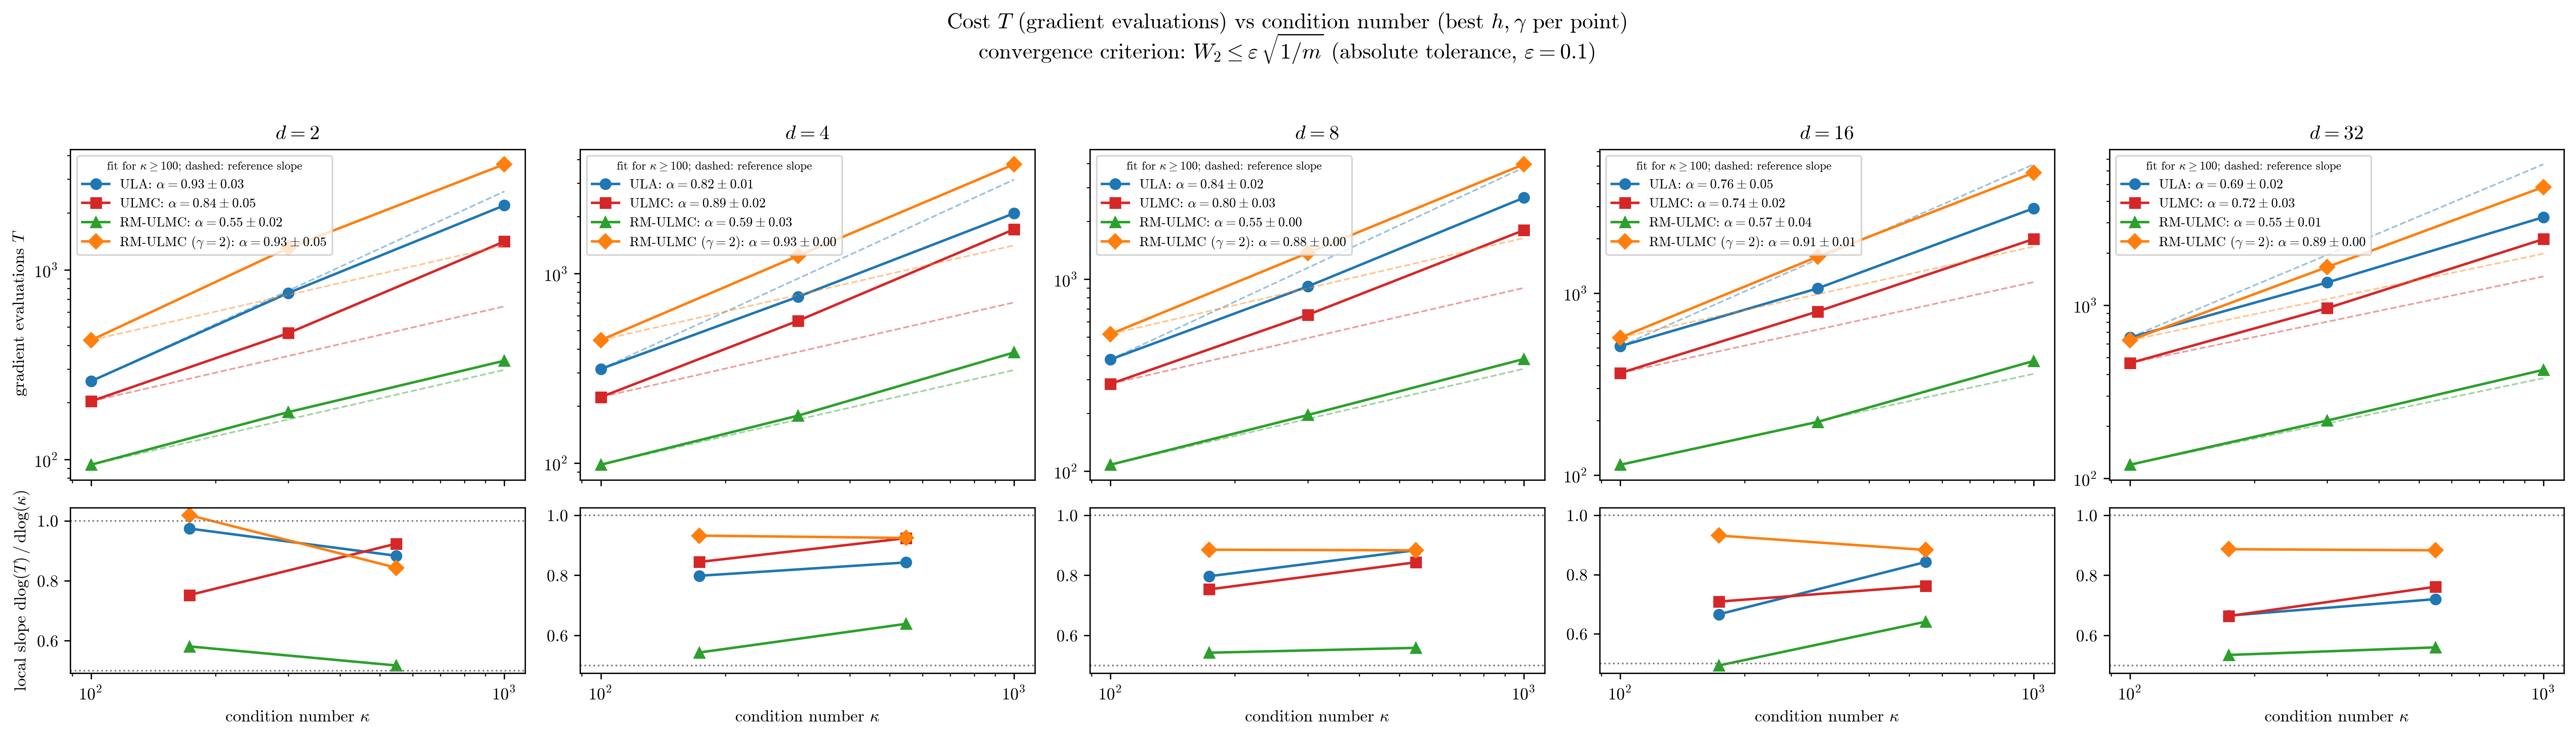 Cost T (gradient evaluations) vs condition number (best h, γ per point)
convergence criterion: W₂ ≤ ε √1/m (absolute tolerance, ε = 0.1)
d = 2
gradient evaluations T
10³
10²
fit for κ ≥ 100; dashed: reference slope
ULA: α = 0.93 ± 0.03
ULMC: α = 0.84 ± 0.05
RM-ULMC: α = 0.55 ± 0.02
RM-ULMC (γ = 2): α = 0.93 ± 0.05
d = 4
10³
10²
fit for κ ≥ 100; dashed: reference slope
ULA: α = 0.82 ± 0.01
ULMC: α = 0.89 ± 0.02
RM-ULMC: α = 0.59 ± 0.03
RM-ULMC (γ = 2): α = 0.93 ± 0.00
d = 8
10³
10²
fit for κ ≥ 100; dashed: reference slope
ULA: α = 0.84 ± 0.02
ULMC: α = 0.80 ± 0.03
RM-ULMC: α = 0.55 ± 0.00
RM-ULMC (γ = 2): α = 0.88 ± 0.00
d = 16
10³
10²
fit for κ ≥ 100; dashed: reference slope
ULA: α = 0.76 ± 0.05
ULMC: α = 0.74 ± 0.02
RM-ULMC: α = 0.57 ± 0.04
RM-ULMC (γ = 2): α = 0.91 ± 0.01
d = 32
10³
10²
fit for κ ≥ 100; dashed: reference slope
ULA: α = 0.69 ± 0.02
ULMC: α = 0.72 ± 0.03
RM-ULMC: α = 0.55 ± 0.01
RM-ULMC (γ = 2): α = 0.89 ± 0.00
local slope dlog(T) / dlog(κ)
1.0
0.8
0.6
10² 10³
condition number κ
1.0
0.8
0.6
10² 10³
condition number κ
1.0
0.8
0.6
10² 10³
condition number κ
1.0
0.8
0.6
10² 10³
condition number κ
1.0
0.8
0.6
10² 10³
condition number κ